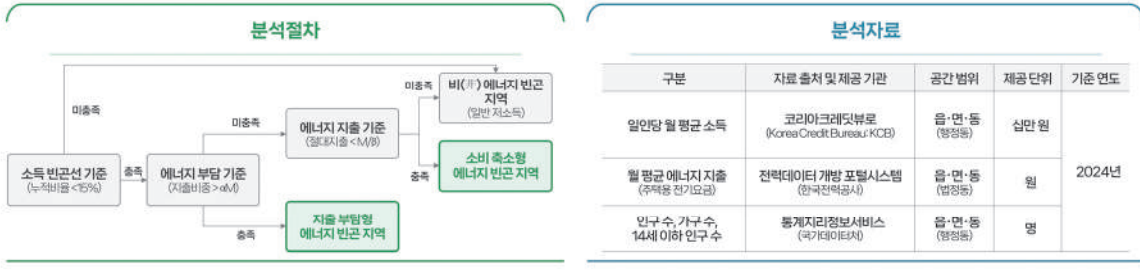 분석절차
미충족
비(非) 에너지 빈곤
지역
(일반 저소득)
미충족
미충족
에너지 지출 기준
(절대지출 < M/β)
소득 빈곤선 기준
(누적비율 <15%)
충족
에너지 부담 기준
(지출비중 > αM)
충족
소비 축소형
에너지 빈곤 지역
충족
지출 부담형
에너지 빈곤 지역
분석자료
구분
자료 출처 및 제공 기관
공간 범위
제공 단위
기준 연도
일인당 월 평균 소득
코리아크레딧뷰로
(Korea Credit Bureau: KCB)
읍·면·동
(행정동)
십만 원
월 평균 에너지 지출
(주택용 전기요금)
전력데이터 개방 포털시스템
(한국전력공사)
읍·면·동
(법정동)
원
2024년
인구 수, 가구 수,
14세 이하 인구 수
통계지리정보서비스
(국가데이터처)
읍·면·동
(행정동)
명